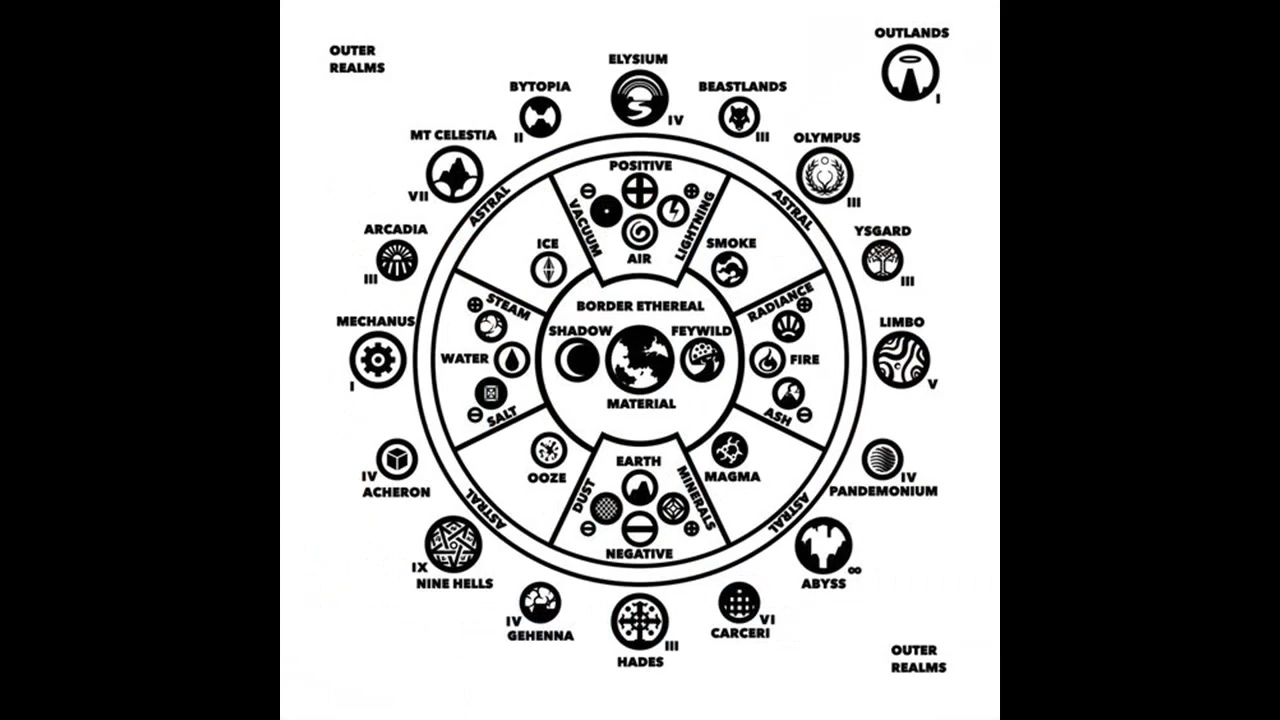 OUTLANDS
OUTER
REALMS
ELYSIUM
BYTOPIA
BEASTLANDS
I
IV
II
III
MT CELESTIA
OLYMPUS
POSITIVE
VII
ASTRAL
ASTRAL
III
VACUUM
LIGHTNING
ARCADIA
YSGARD
ICE
AIR
SMOKE
III
III
STEAM
RADIANCE
BORDER ETHEREAL
MECHANUS
LIMBO
SHADOW
FEYWILD
WATER
FIRE
I
V
MATERIAL
SALT
ASH
EARTH
IV
OOZE
MAGMA
IV
ACHERON
PANDEMONIUM
DUST
MINERALS
ASTRAL
ASTRAL
NEGATIVE
IX
∞
NINE HELLS
ABYSS
IV
VI
GEHENNA
CARCERI
III
HADES
OUTER
REALMS